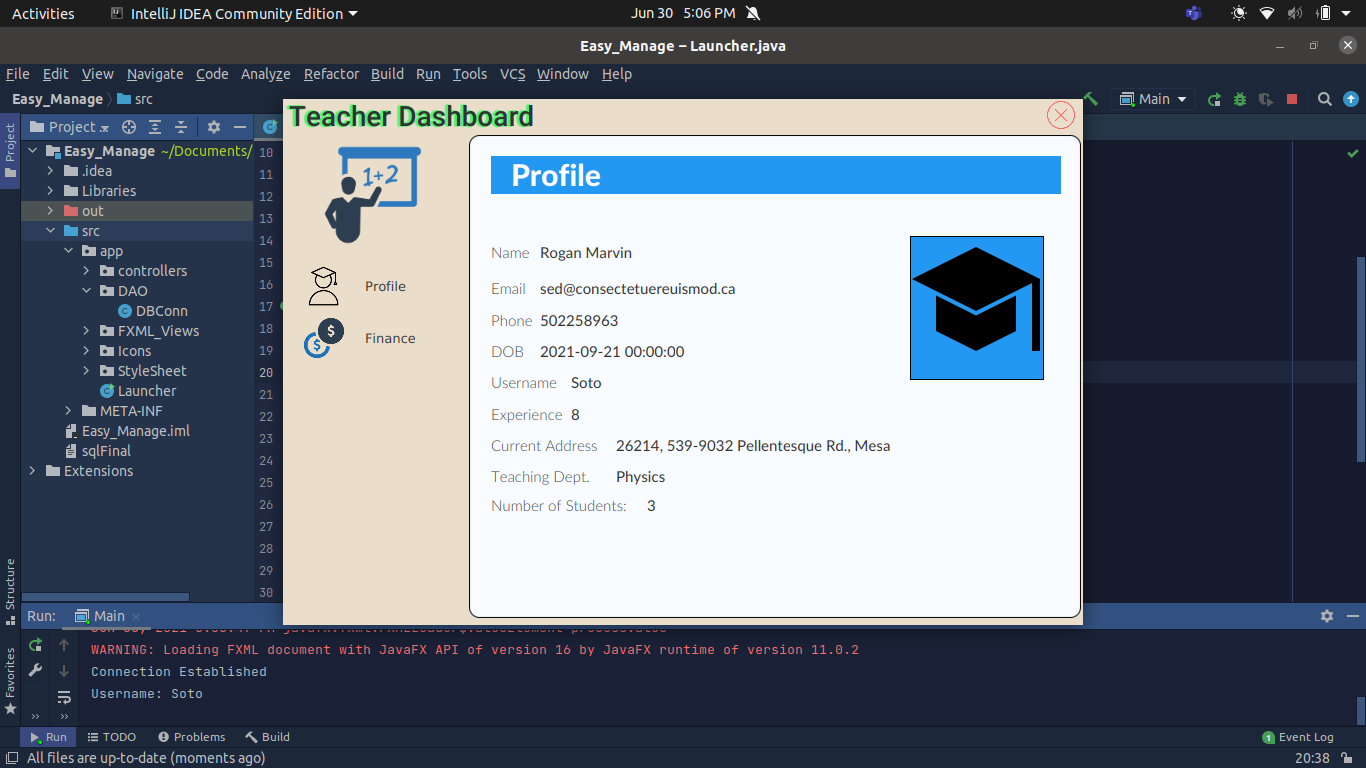 Activities IntelliJ IDEA Community Edition Jun 30 5:06 PM
Easy_Manage – Launcher.java
File Edit View Navigate Code Analyze Refactor Build Run Tools VCS Window Help
Easy_Manage src Main
Project
Project
Easy_Manage ~/Documents/
.idea
Libraries
out
src
app
controllers
DAO
DBConn
FXML_Views
Icons
StyleSheet
Launcher
META-INF
Easy_Manage.iml
sqlFinal
Extensions
Structure
Favorites
10
11
12
13
14
15
16
17
18
19
20
21
22
23
24
25
26
27
28
29
30
Teacher Dashboard
1+2
Profile
$ $
Finance
Profile
Name Rogan Marvin
Email sed@consectetuereuismod.ca
Phone 502258963
DOB 2021-09-21 00:00:00
Username Soto
Experience 8
Current Address 26214, 539-9032 Pellentesque Rd., Mesa
Teaching Dept. Physics
Number of Students: 3
Run: Main
WARNING: Loading FXML document with JavaFX API of version 16 by JavaFX runtime of version 11.0.2
Connection Established
Username: Soto
Run TODO Problems Build 1 Event Log
All files are up-to-date (moments ago) 20:38